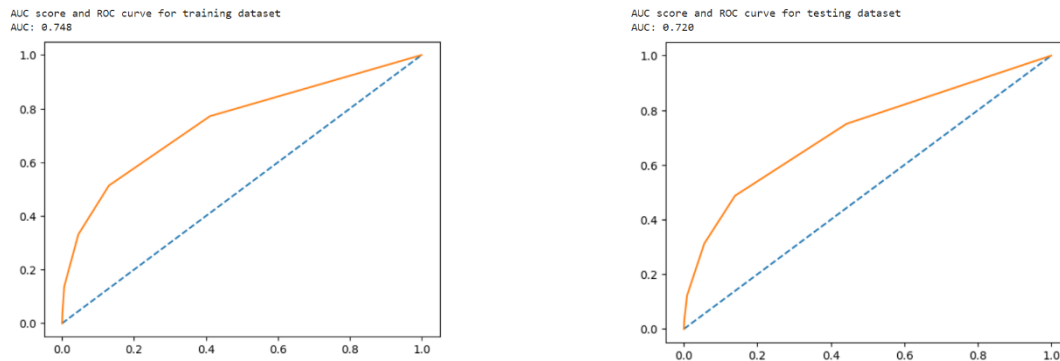 AUC score and ROC curve for training dataset
AUC: 0.748
1.0
0.8
0.6
0.4
0.2
0.0
0.0 0.2 0.4 0.6 0.8 1.0
AUC score and ROC curve for testing dataset
AUC: 0.720
1.0
0.8
0.6
0.4
0.2
0.0
0.0 0.2 0.4 0.6 0.8 1.0